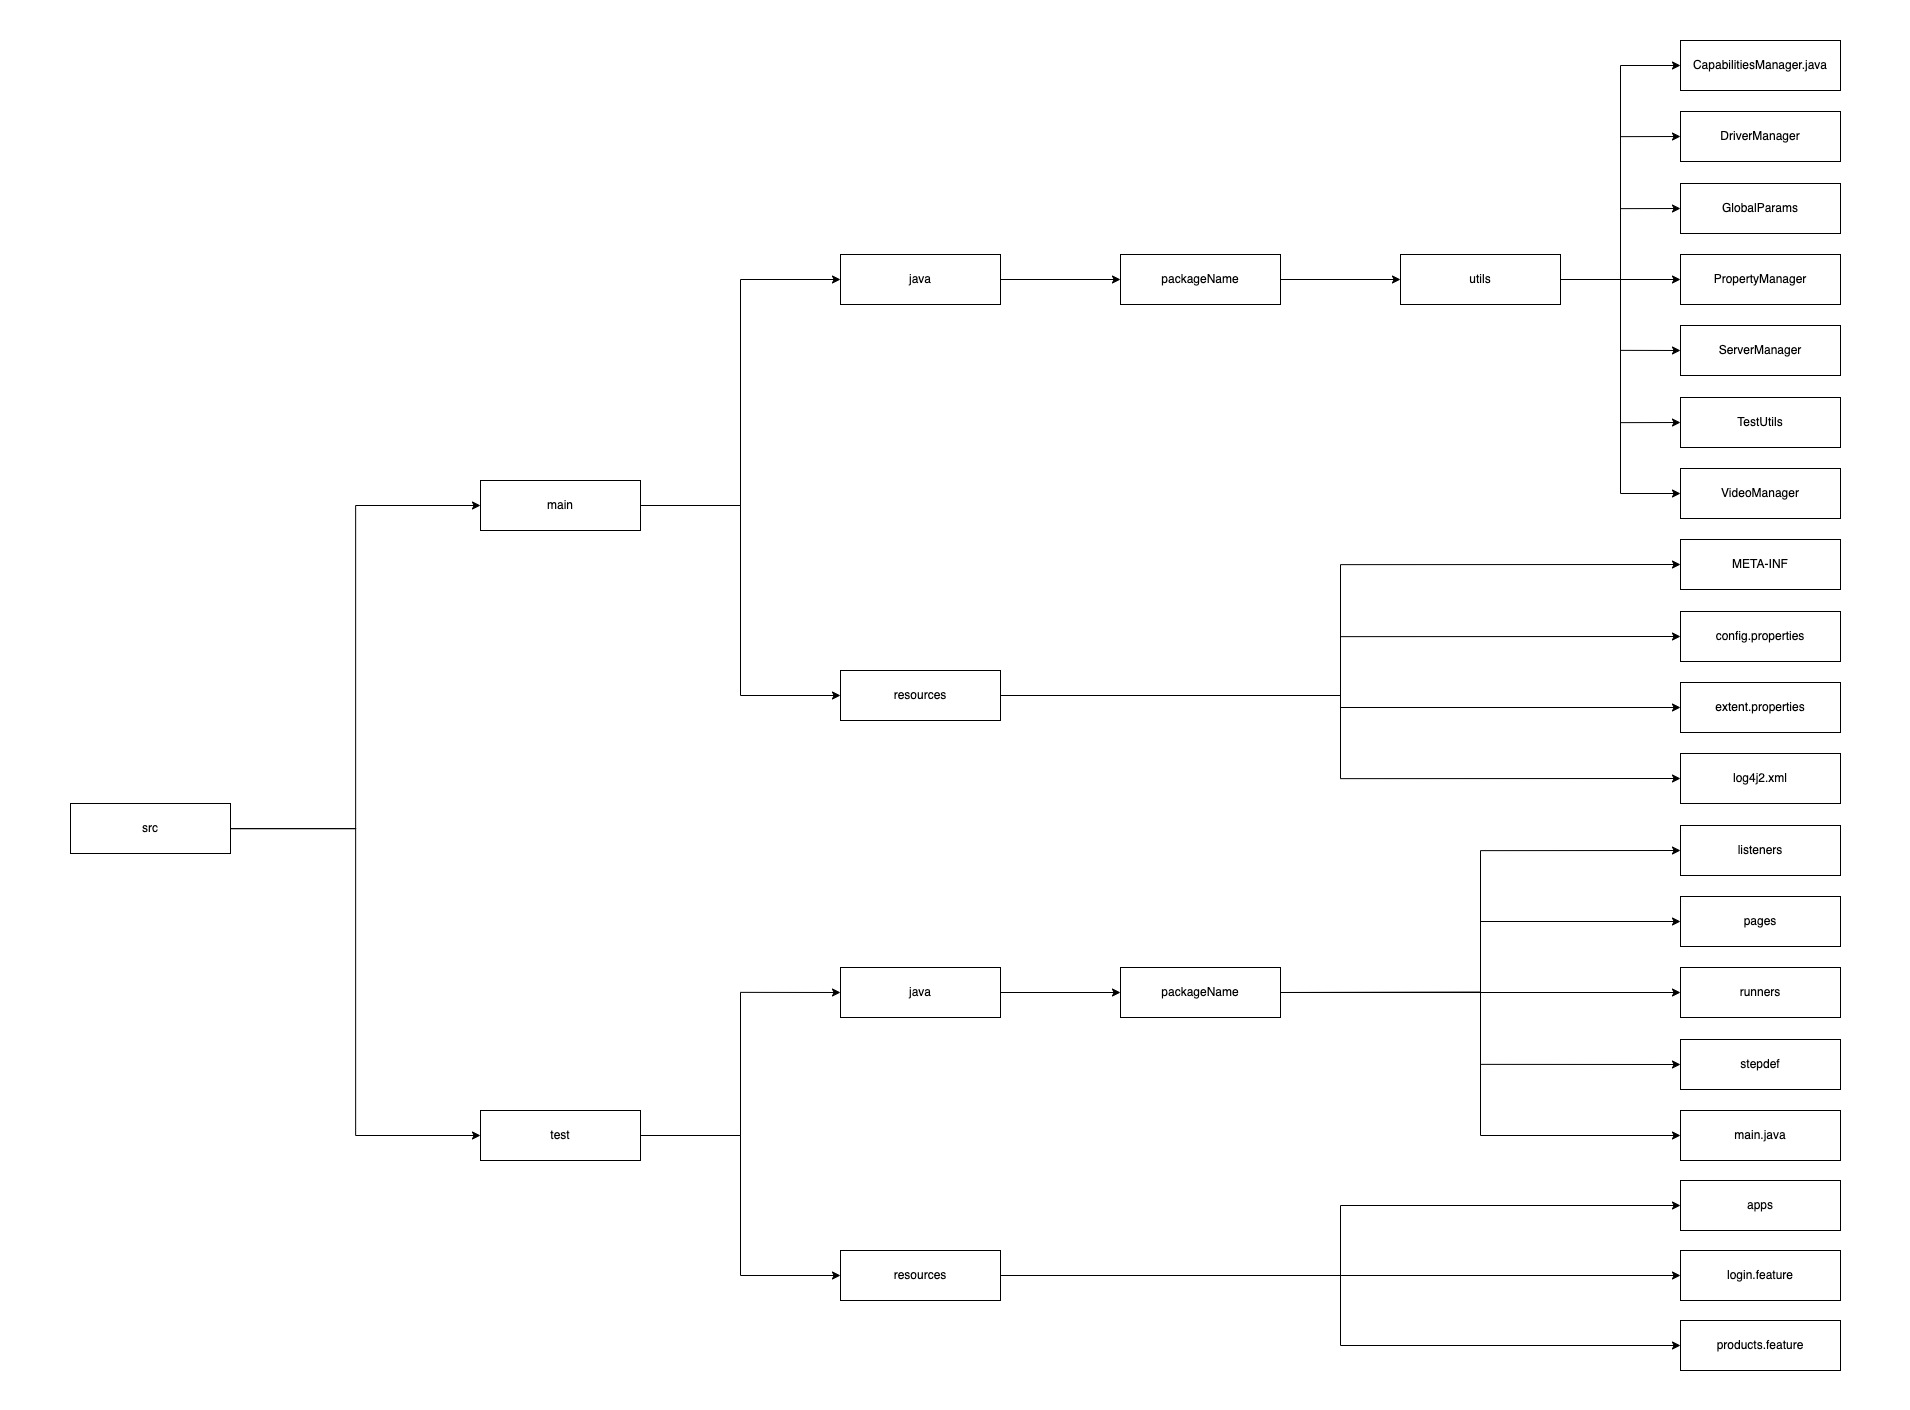 src
main
java
packageName
utils
CapabilitiesManager.java
DriverManager
GlobalParams
PropertyManager
ServerManager
TestUtils
VideoManager
resources
META-INF
config.properties
extent.properties
log4j2.xml
test
java
packageName
listeners
pages
runners
stepdef
main.java
resources
apps
login.feature
products.feature